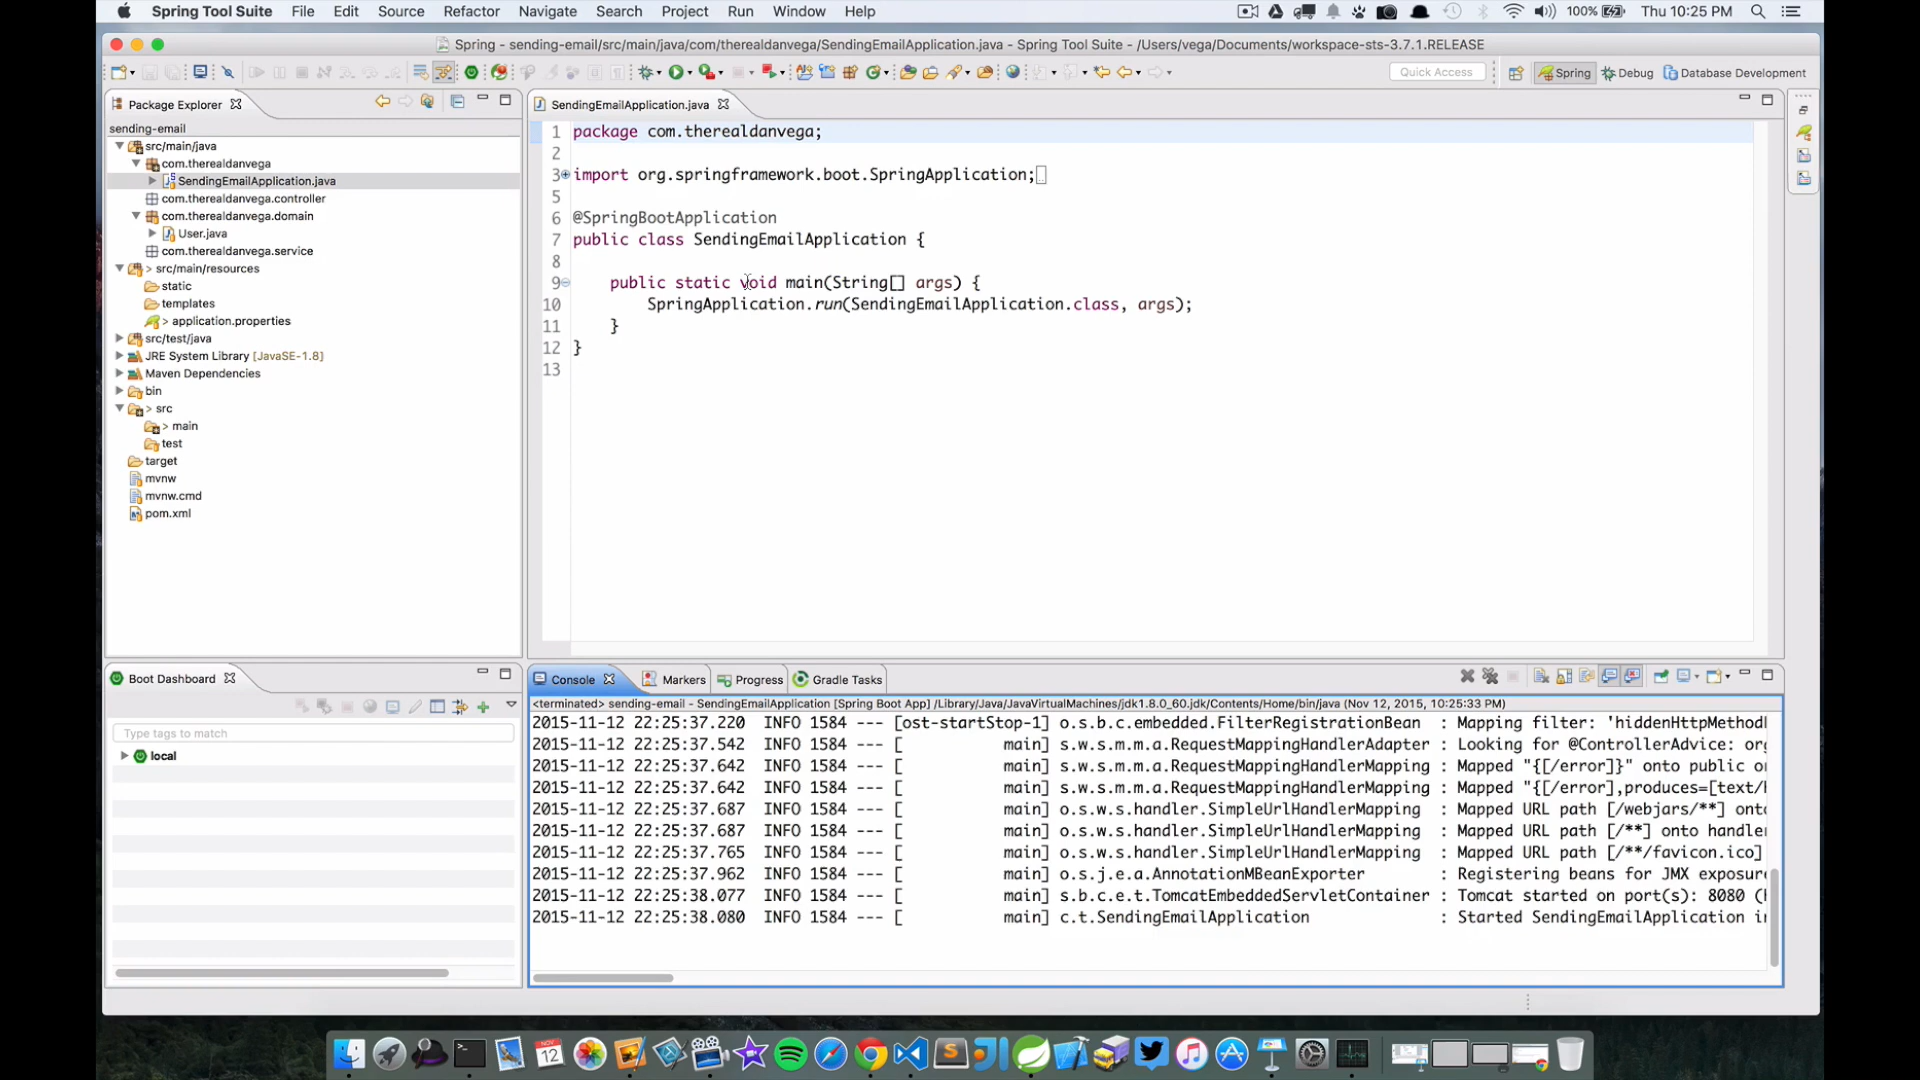 Spring Tool Suite File Edit Source Refactor Navigate Search Project Run Window Help 100% Thu 10:25 PM
Spring - sending-email/src/main/java/com/therealdanvega/SendingEmailApplication.java - Spring Tool Suite - /Users/vega/Documents/workspace-sts-3.7.1.RELEASE
Quick Access Spring Debug Database Development
Package Explorer
sending-email
src/main/java
com.therealdanvega
SendingEmailApplication.java
com.therealdanvega.controller
com.therealdanvega.domain
User.java
com.therealdanvega.service
> src/main/resources
static
templates
> application.properties
src/test/java
JRE System Library [JavaSE-1.8]
Maven Dependencies
bin
> src
> main
test
target
mvnw
mvnw.cmd
pom.xml
SendingEmailApplication.java
1 package com.therealdanvega;
2
3 import org.springframework.boot.SpringApplication;
5
6 @SpringBootApplication
7 public class SendingEmailApplication {
8
9 public static void main(String[] args) {
10 SpringApplication.run(SendingEmailApplication.class, args);
11 }
12 }
13
Boot Dashboard
Type tags to match
local
Console Markers Progress Gradle Tasks
<terminated> sending-email - SendingEmailApplication [Spring Boot App] /Library/Java/JavaVirtualMachines/jdk1.8.0_60.jdk/Contents/Home/bin/java (Nov 12, 2015, 10:25:33 PM)
2015-11-12 22:25:37.220 INFO 1584 --- [ost-startStop-1] o.s.b.c.embedded.FilterRegistrationBean : Mapping filter: 'hiddenHttpMethod
2015-11-12 22:25:37.542 INFO 1584 --- [ main] s.w.s.m.m.a.RequestMappingHandlerAdapter : Looking for @ControllerAdvice: org
2015-11-12 22:25:37.642 INFO 1584 --- [ main] s.w.s.m.m.a.RequestMappingHandlerMapping : Mapped "{[/error]}" onto public or
2015-11-12 22:25:37.642 INFO 1584 --- [ main] s.w.s.m.m.a.RequestMappingHandlerMapping : Mapped "{[/error],produces=[text/h
2015-11-12 22:25:37.687 INFO 1584 --- [ main] o.s.w.s.handler.SimpleUrlHandlerMapping : Mapped URL path [/webjars/**] onto
2015-11-12 22:25:37.687 INFO 1584 --- [ main] o.s.w.s.handler.SimpleUrlHandlerMapping : Mapped URL path [/**] onto handler
2015-11-12 22:25:37.765 INFO 1584 --- [ main] o.s.w.s.handler.SimpleUrlHandlerMapping : Mapped URL path [/**/favicon.ico]
2015-11-12 22:25:37.962 INFO 1584 --- [ main] o.s.j.e.a.AnnotationMBeanExporter : Registering beans for JMX exposur
2015-11-12 22:25:38.077 INFO 1584 --- [ main] s.b.c.e.t.TomcatEmbeddedServletContainer : Tomcat started on port(s): 8080 (h
2015-11-12 22:25:38.080 INFO 1584 --- [ main] c.t.SendingEmailApplication : Started SendingEmailApplication in
NOV
12